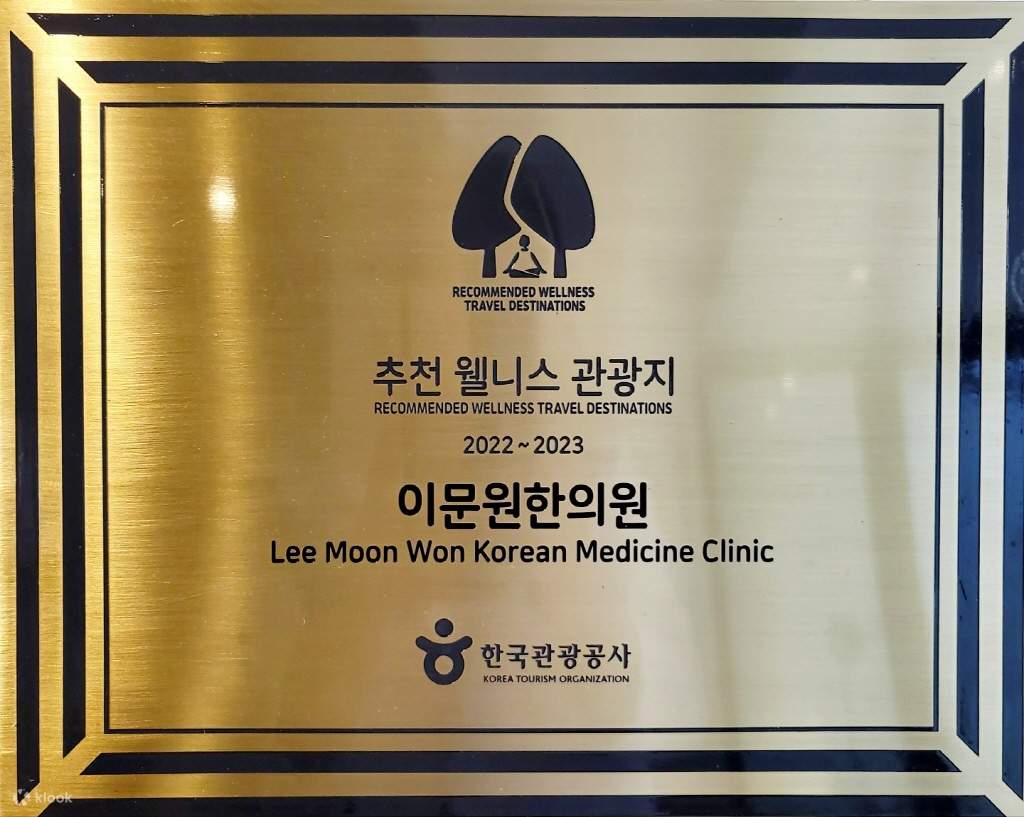 RECOMMENDED WELLNESS
TRAVEL DESTINATIONS
추천 웰니스 관광지
RECOMMENDED WELLNESS TRAVEL DESTINATIONS
2022~2023
이문원한의원
Lee Moon Won Korean Medicine Clinic
한국관광공사
KOREA TOURISM ORGANIZATION
klook